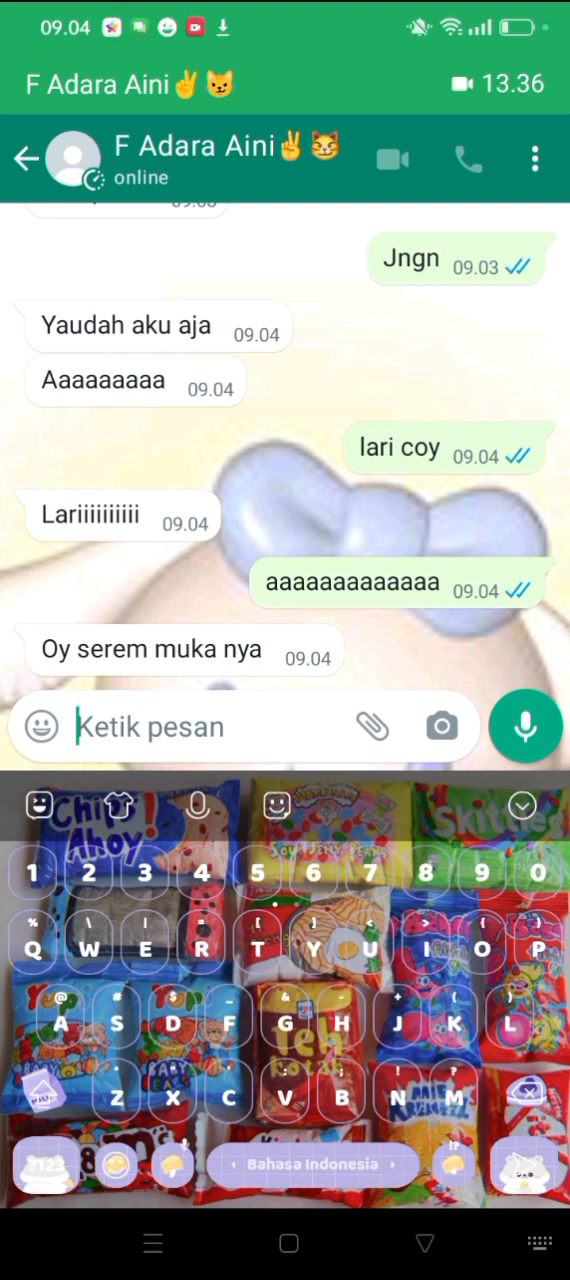 09.04
F Adara Aini✌😼 13.36
F Adara Aini✌😼
online
Jngn 09.03
Yaudah aku aja 09.04
Aaaaaaaaa 09.04
lari coy 09.04
Lariiiiiiiiii 09.04
aaaaaaaaaaaaa 09.04
Oy serem muka nya 09.04
Ketik pesan
Chips Ahoy!
Skittles
1 2 3 4 5 6 7 8 9 0
% \ | = [ ] < > { }
Q W E R T Y U I O P
@ # $ _ & - + ( )
A S D F G H J K L
* " ' : ; ! ?
Z X C V B N M
Teh
kotak
?123 Bahasa Indonesia !?